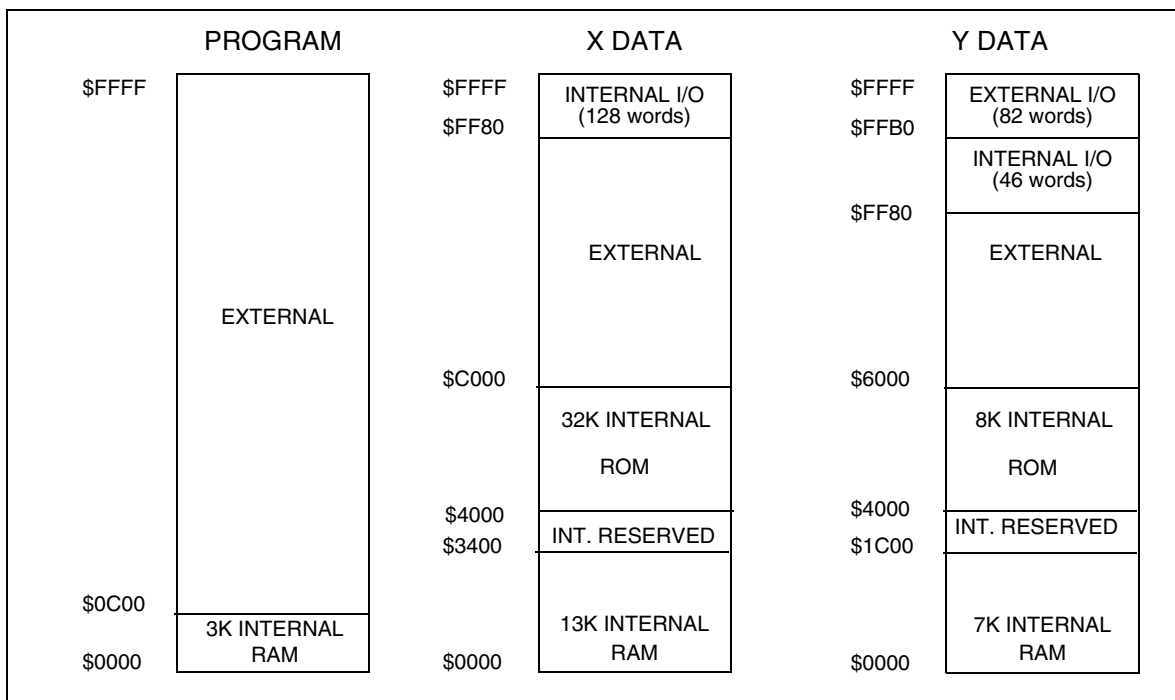 PROGRAM
$FFFF
EXTERNAL
$0C00
3K INTERNAL
RAM
$0000
X DATA
$FFFF
INTERNAL I/O
(128 words)
$FF80
EXTERNAL
$C000
32K INTERNAL
ROM
$4000
INT. RESERVED
$3400
13K INTERNAL
RAM
$0000
Y DATA
$FFFF
EXTERNAL I/O
(82 words)
$FFB0
INTERNAL I/O
(46 words)
$FF80
EXTERNAL
$6000
8K INTERNAL
ROM
$4000
INT. RESERVED
$1C00
7K INTERNAL
RAM
$0000